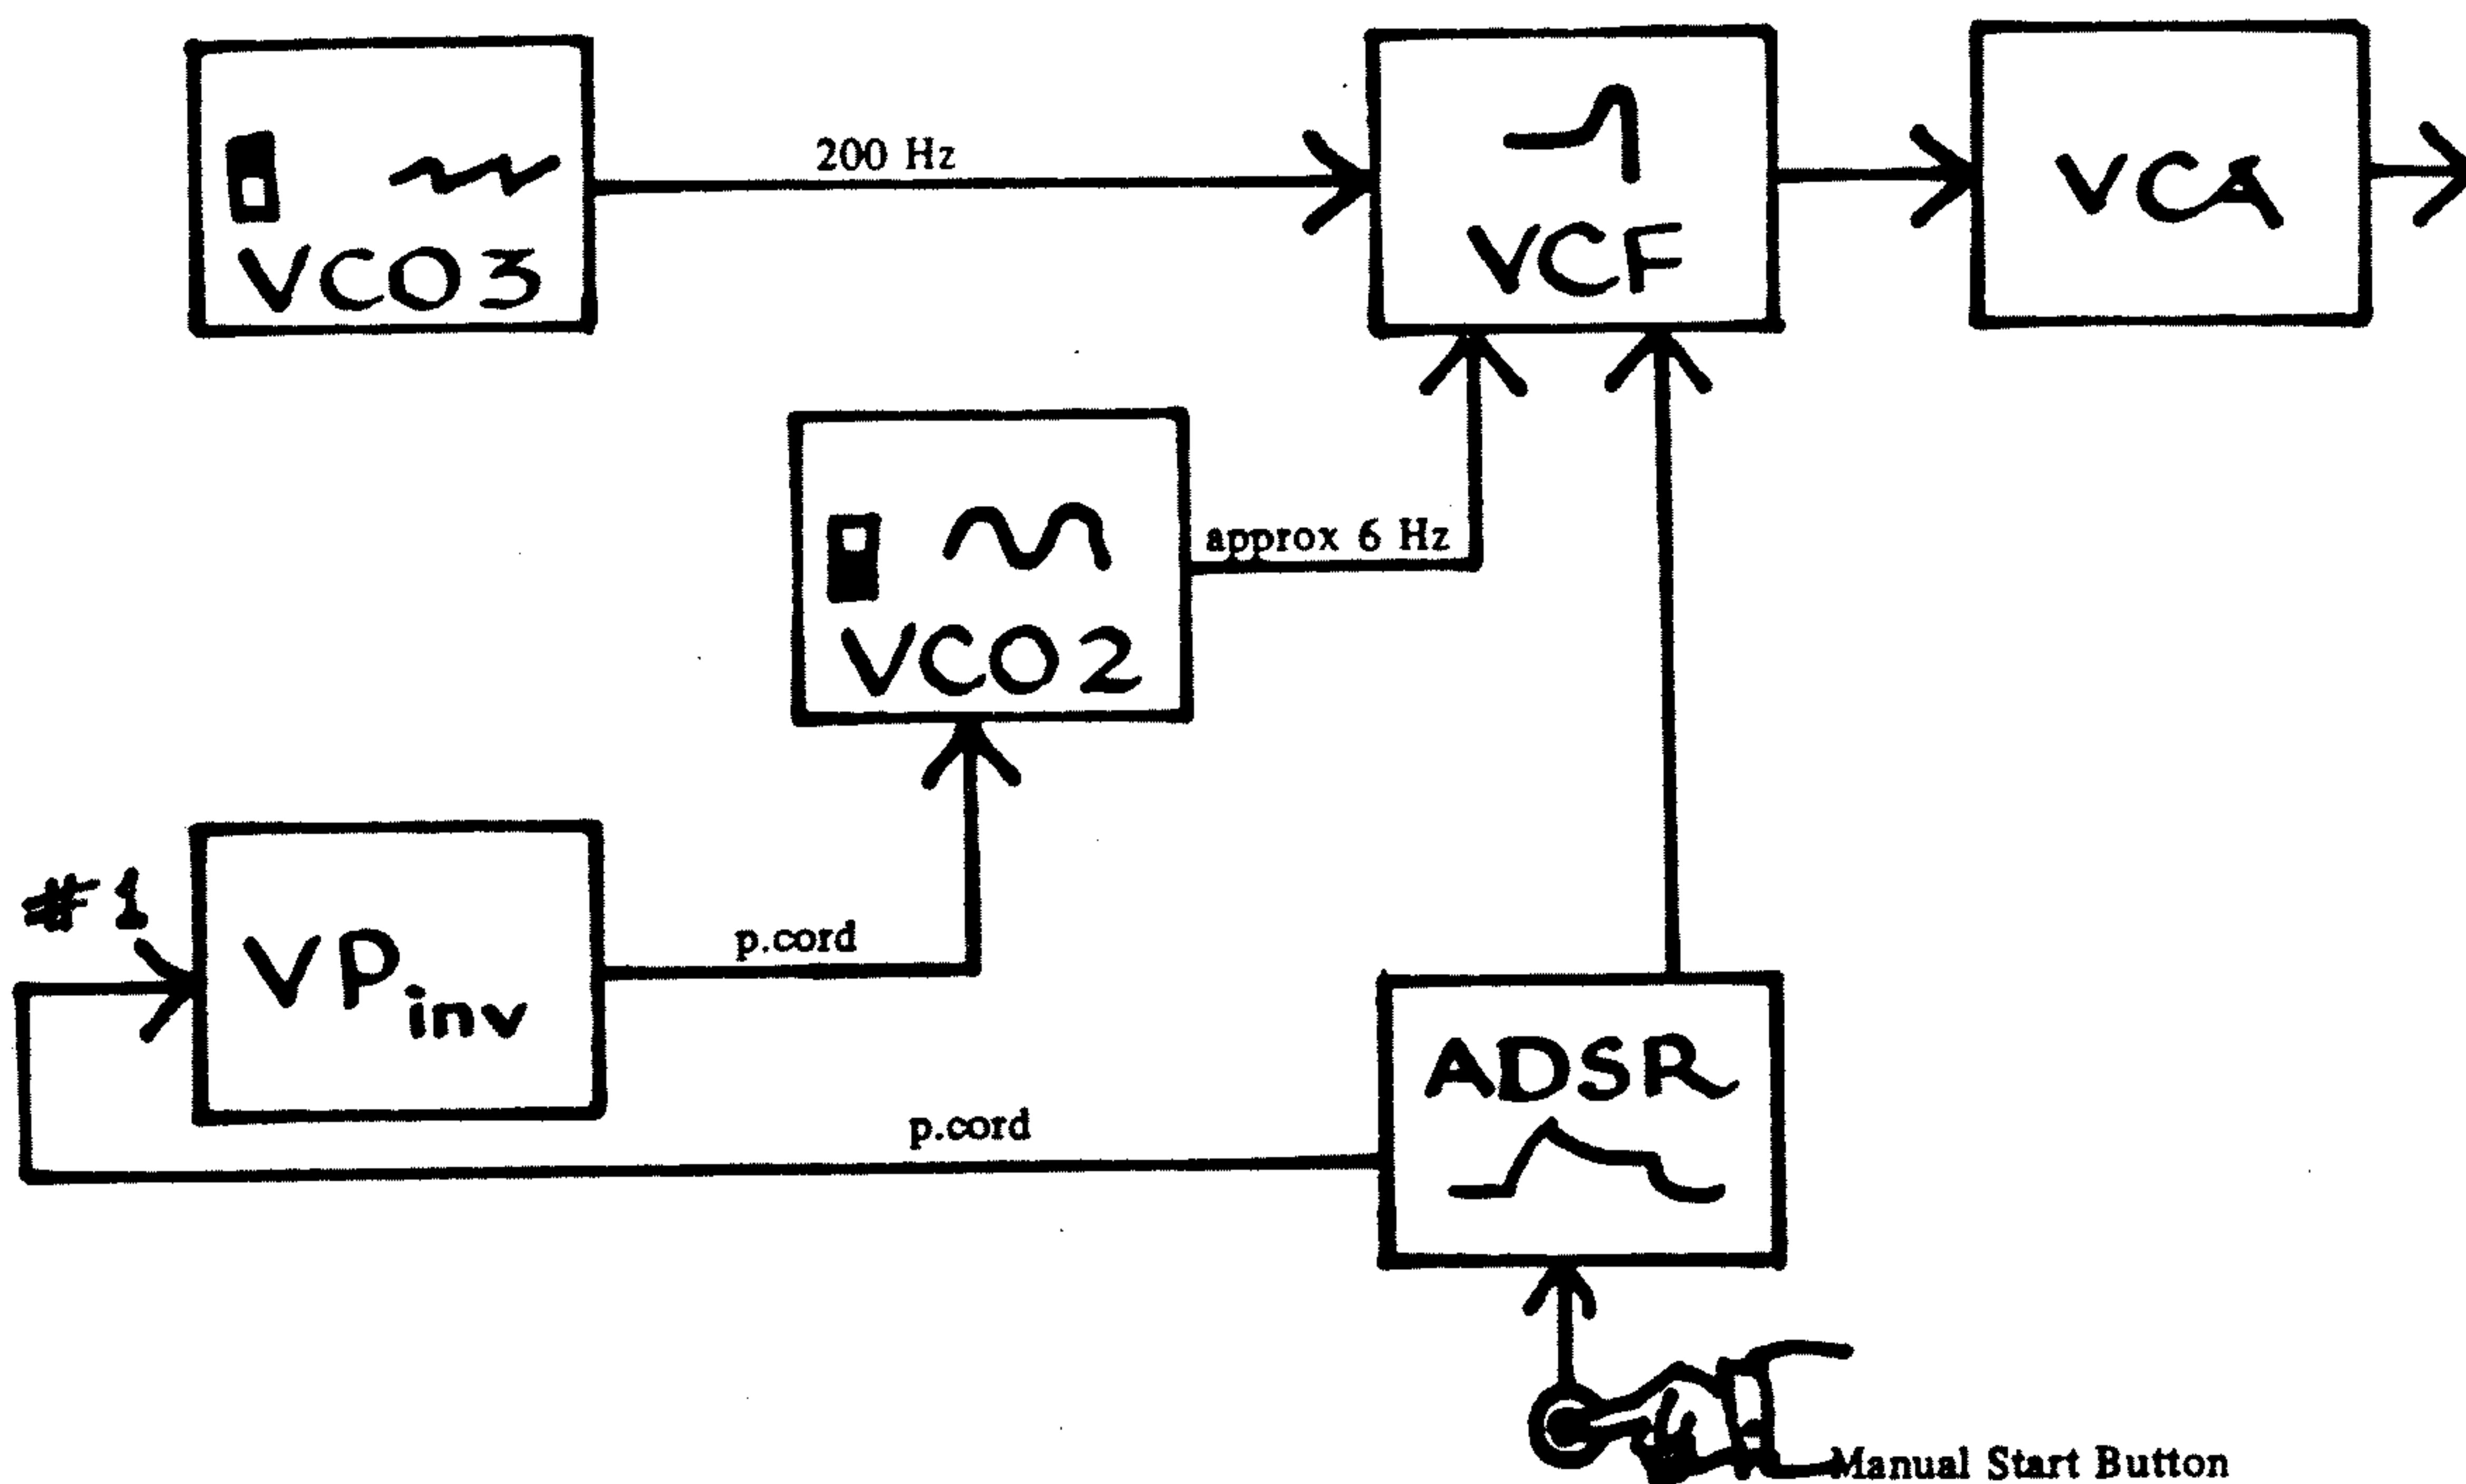 200 Hz
VCO3
VCF
VCA
approx 6 Hz
VCO2
#1
VPinv
p.cord
p.cord
ADSR
Manual Start Button